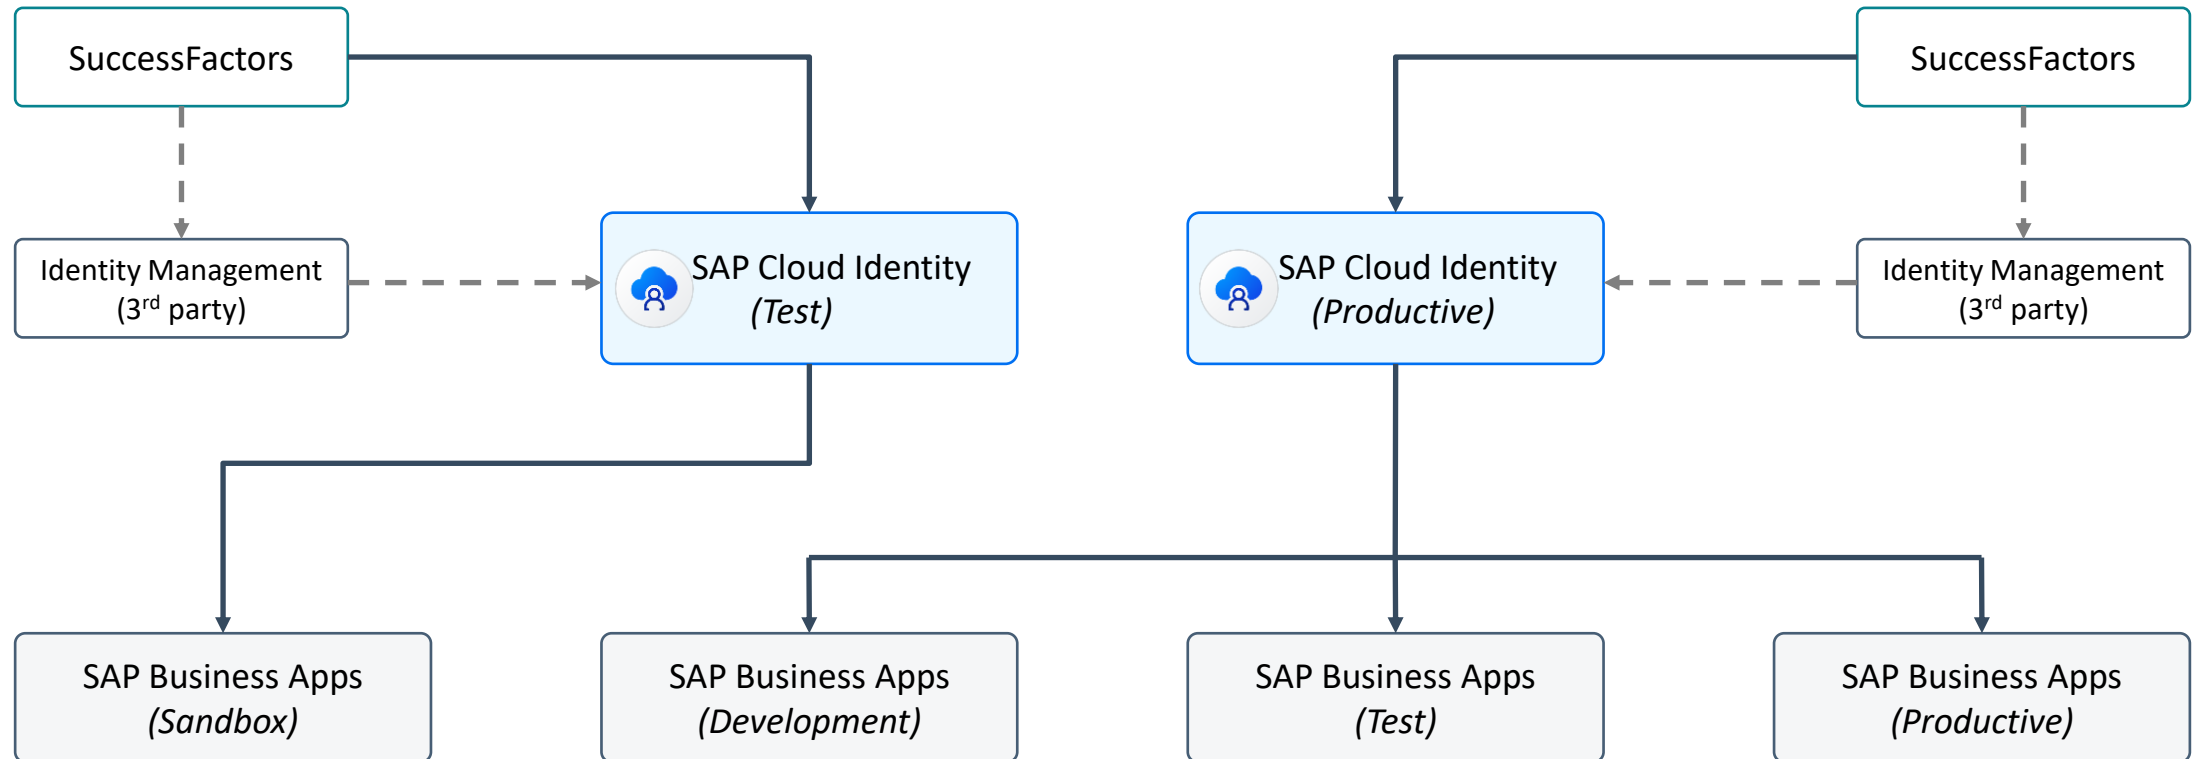 SuccessFactors
SuccessFactors
Identity Management
(3rd party)
SAP Cloud Identity
(Test)
SAP Cloud Identity
(Productive)
Identity Management
(3rd party)
SAP Business Apps
(Sandbox)
SAP Business Apps
(Development)
SAP Business Apps
(Test)
SAP Business Apps
(Productive)